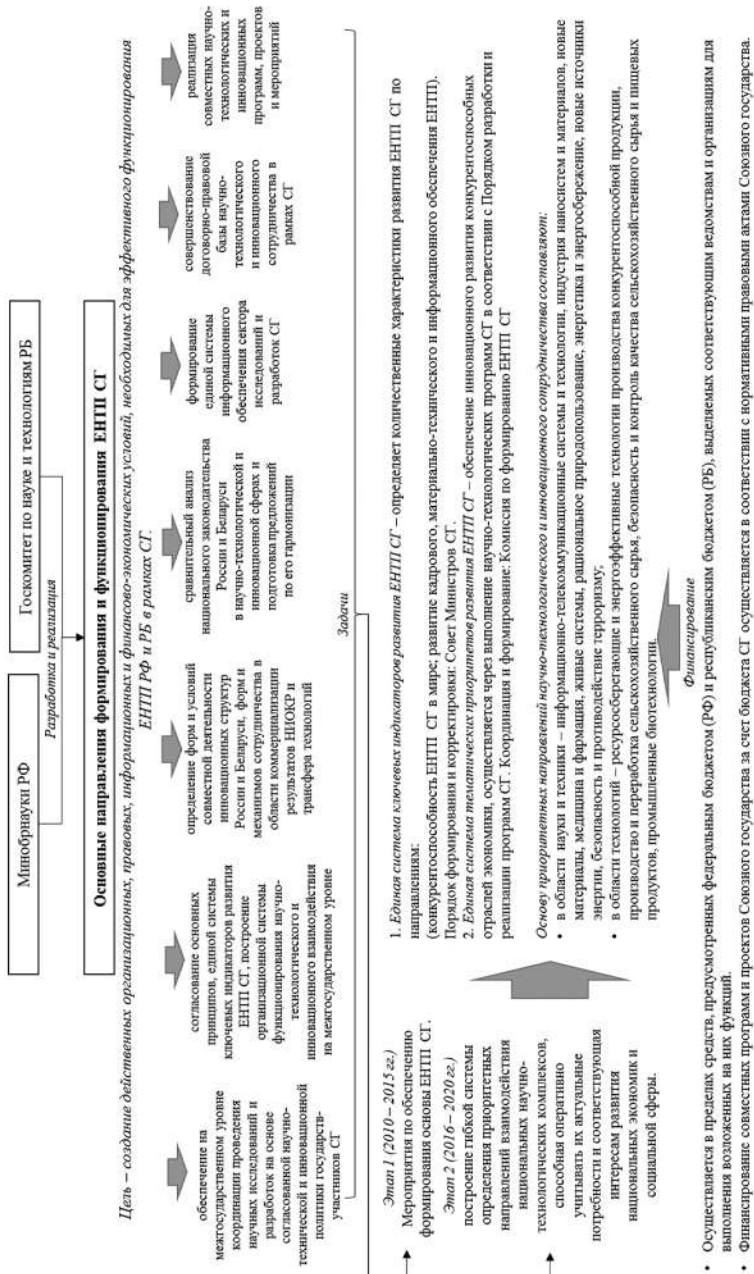 Минобрнауки РФ
Госкомитет по науке и технологиям РБ
Разработка и реализация
Основные направления формирования и функционирования ЕНТП СГ
Цель – создание действенных организационных, правовых, информационных и финансово-экономических условий, необходимых для эффективного функционирования
ЕНТП РФ и РБ в рамках СГ.
обеспечение на
межгосударственном уровне
координации проведения
научных исследований и
разработок на основе
согласованной научно-
технической и инновационной
политики государств-
участников СГ
согласование основных
принципов, единой системы
ключевых индикаторов развития
ЕНТП СГ, построение
организационной системы
функционирования научно-
технологического и
инновационного взаимодействия
на межгосударственном уровне
определение форм и условий
совместной деятельности
инновационных структур
России и Беларуси, форм и
механизмов сотрудничества в
области коммерциализации
результатов НИОКР и
трансфера технологий
сравнительный анализ
национального законодательства
России и Беларуси
в научно-технологической и
инновационной сферах и
подготовка предложений
по его гармонизации
формирование
единой системы
информационного
обеспечения сектора
исследований и
разработок СГ
совершенствование
договорно-правовой
базы научно-
технологического
и инновационного
сотрудничества в
рамках СГ
реализация
совместных научно-
технологических и
инновационных
программ, проектов
и мероприятий
Задачи
Этап 1 (2010 – 2015 гг.)
Мероприятия по обеспечению
формирования основы ЕНТП СГ.
Этап 2 (2016 – 2020 гг.)
построение гибкой системы
определения приоритетных
направлений взаимодействия
национальных научно-
технологических комплексов,
способная оперативно
учитывать их актуальные
потребности и соответствующая
интересам развития
национальных экономик и
социальной сферы.
1. Единая система ключевых индикаторов развития ЕНТП СГ – определяет количественные характеристики развития ЕНТП СГ по
направлениям:
(конкурентоспособность ЕНТП СГ в мире; развитие кадрового, материально-технического и информационного обеспечения ЕНТП).
Порядок формирования и корректировки: Совет Министров СГ.
2. Единая система тематических приоритетов развития ЕНТП СГ – обеспечение инновационного развития конкурентоспособных
отраслей экономики, осуществляется через выполнение научно-технологических программ СГ в соответствии с Порядком разработки и
реализации программ СГ. Координация и формирование: Комиссия по формированию ЕНТП СГ
Основу приоритетных направлений научно-технологического и инновационного сотрудничества составляют:
• в области науки и техники – информационно-телекоммуникационные системы и технологии, индустрия наносистем и материалов, новые
материалы, медицина и фармация, живые системы, рациональное природопользование, энергетика и энергосбережение, новые источники
энергии, безопасность и противодействие терроризму;
• в области технологий – ресурсосберегающие и энергоэффективные технологии производства конкурентоспособной продукции,
производство и переработка сельскохозяйственного сырья, безопасность и контроль качества сельскохозяйственного сырья и пищевых
продуктов, промышленные биотехнологии.
Финансирование
• Осуществляется в пределах средств, предусмотренных федеральным бюджетом (РФ) и республиканским бюджетом (РБ), выделяемых соответствующим ведомствам и организациям для
выполнения возложенных на них функций.
• Финансирование совместных программ и проектов Союзного государства за счет бюджета СГ осуществляется в соответствии с нормативными правовыми актами Союзного государства.